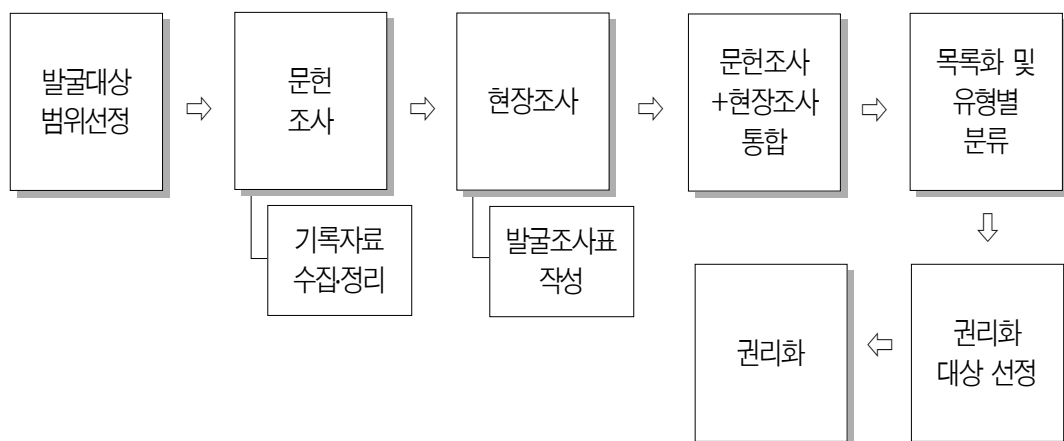 발굴대상
범위선정
문헌
조사
기록자료
수집·정리
현장조사
발굴조사표
작성
문헌조사
+현장조사
통합
목록화 및
유형별
분류
권리화
대상 선정
권리화